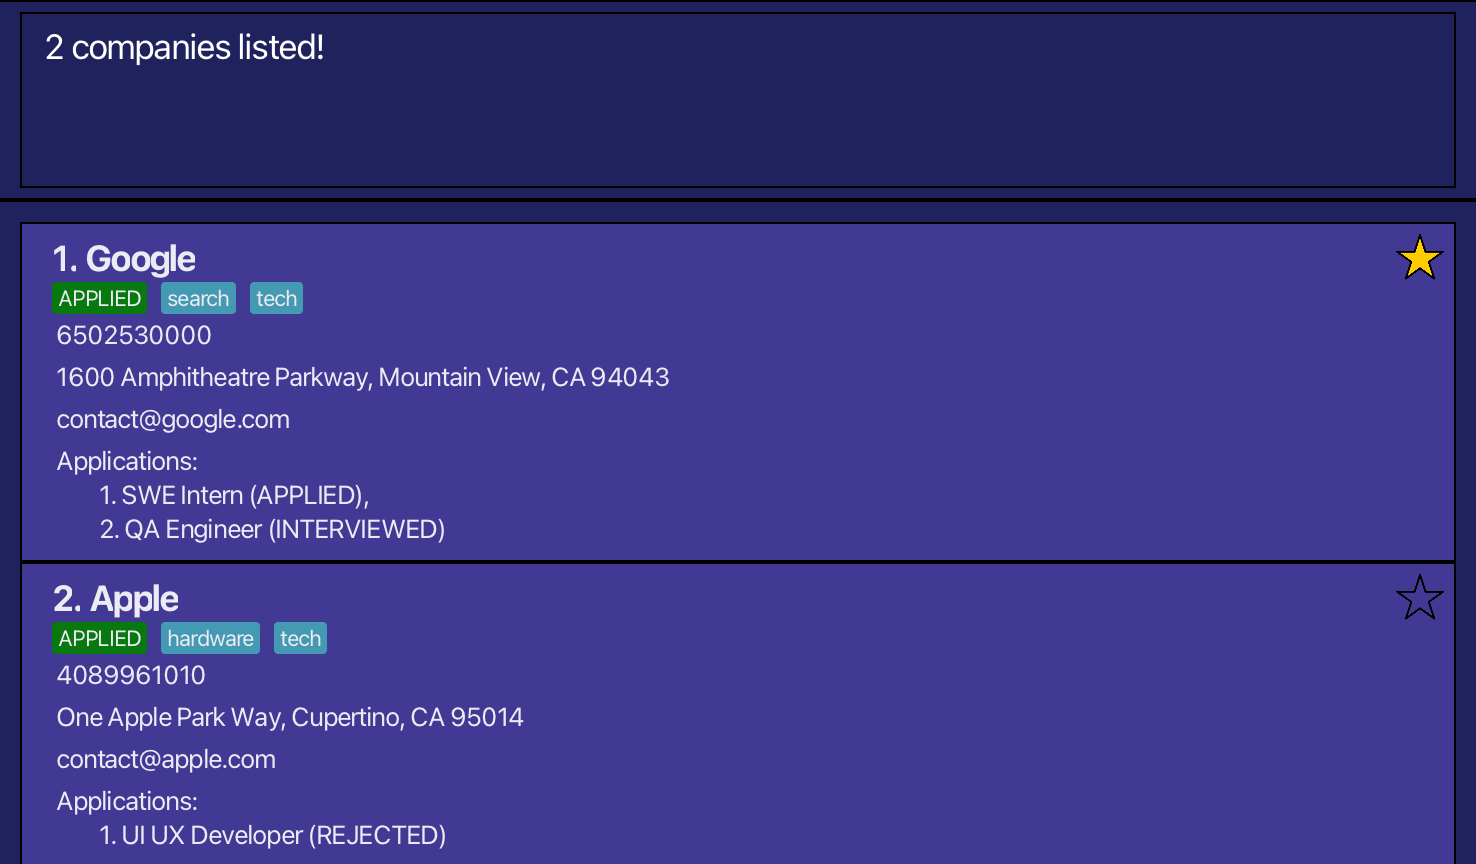 2 companies listed!
1. Google
APPLIED search tech
6502530000
1600 Amphitheatre Parkway, Mountain View, CA 94043
contact@google.com
Applications:
1. SWE Intern (APPLIED),
2. QA Engineer (INTERVIEWED)
2. Apple
APPLIED hardware tech
4089961010
One Apple Park Way, Cupertino, CA 95014
contact@apple.com
Applications:
1. UI UX Developer (REJECTED)